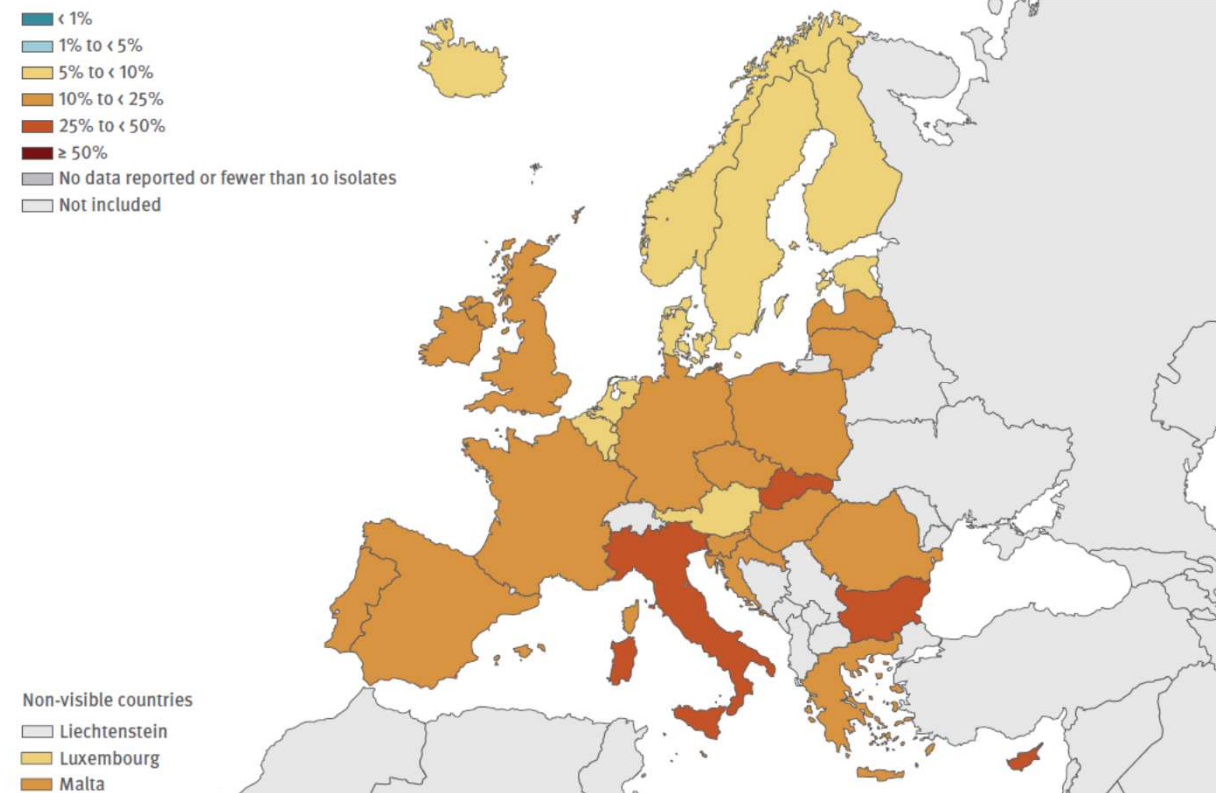 < 1%
1% to < 5%
5% to < 10%
10% to < 25%
25% to < 50%
≥ 50%
No data reported or fewer than 10 isolates
Not included
Non-visible countries
Liechtenstein
Luxembourg
Malta